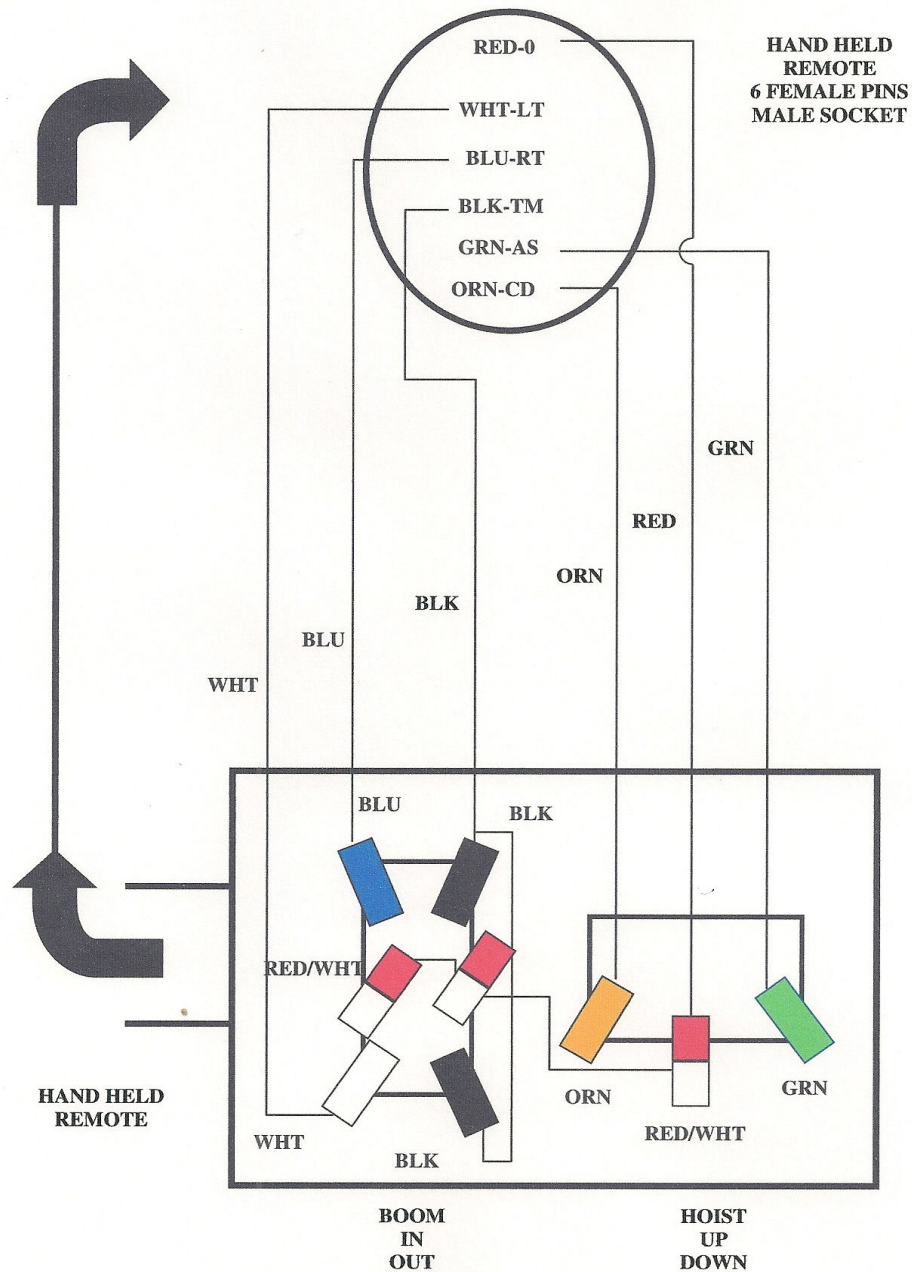 RED-0
HAND HELD
REMOTE
6 FEMALE PINS
MALE SOCKET
WHT-LT
BLU-RT
BLK-TM
GRN-AS
ORN-CD
GRN
RED
ORN
BLK
BLU
WHT
BLU
BLK
RED/WHT
HAND HELD
REMOTE
ORN
GRN
RED/WHT
WHT
BLK
BOOM
IN
OUT
HOIST
UP
DOWN